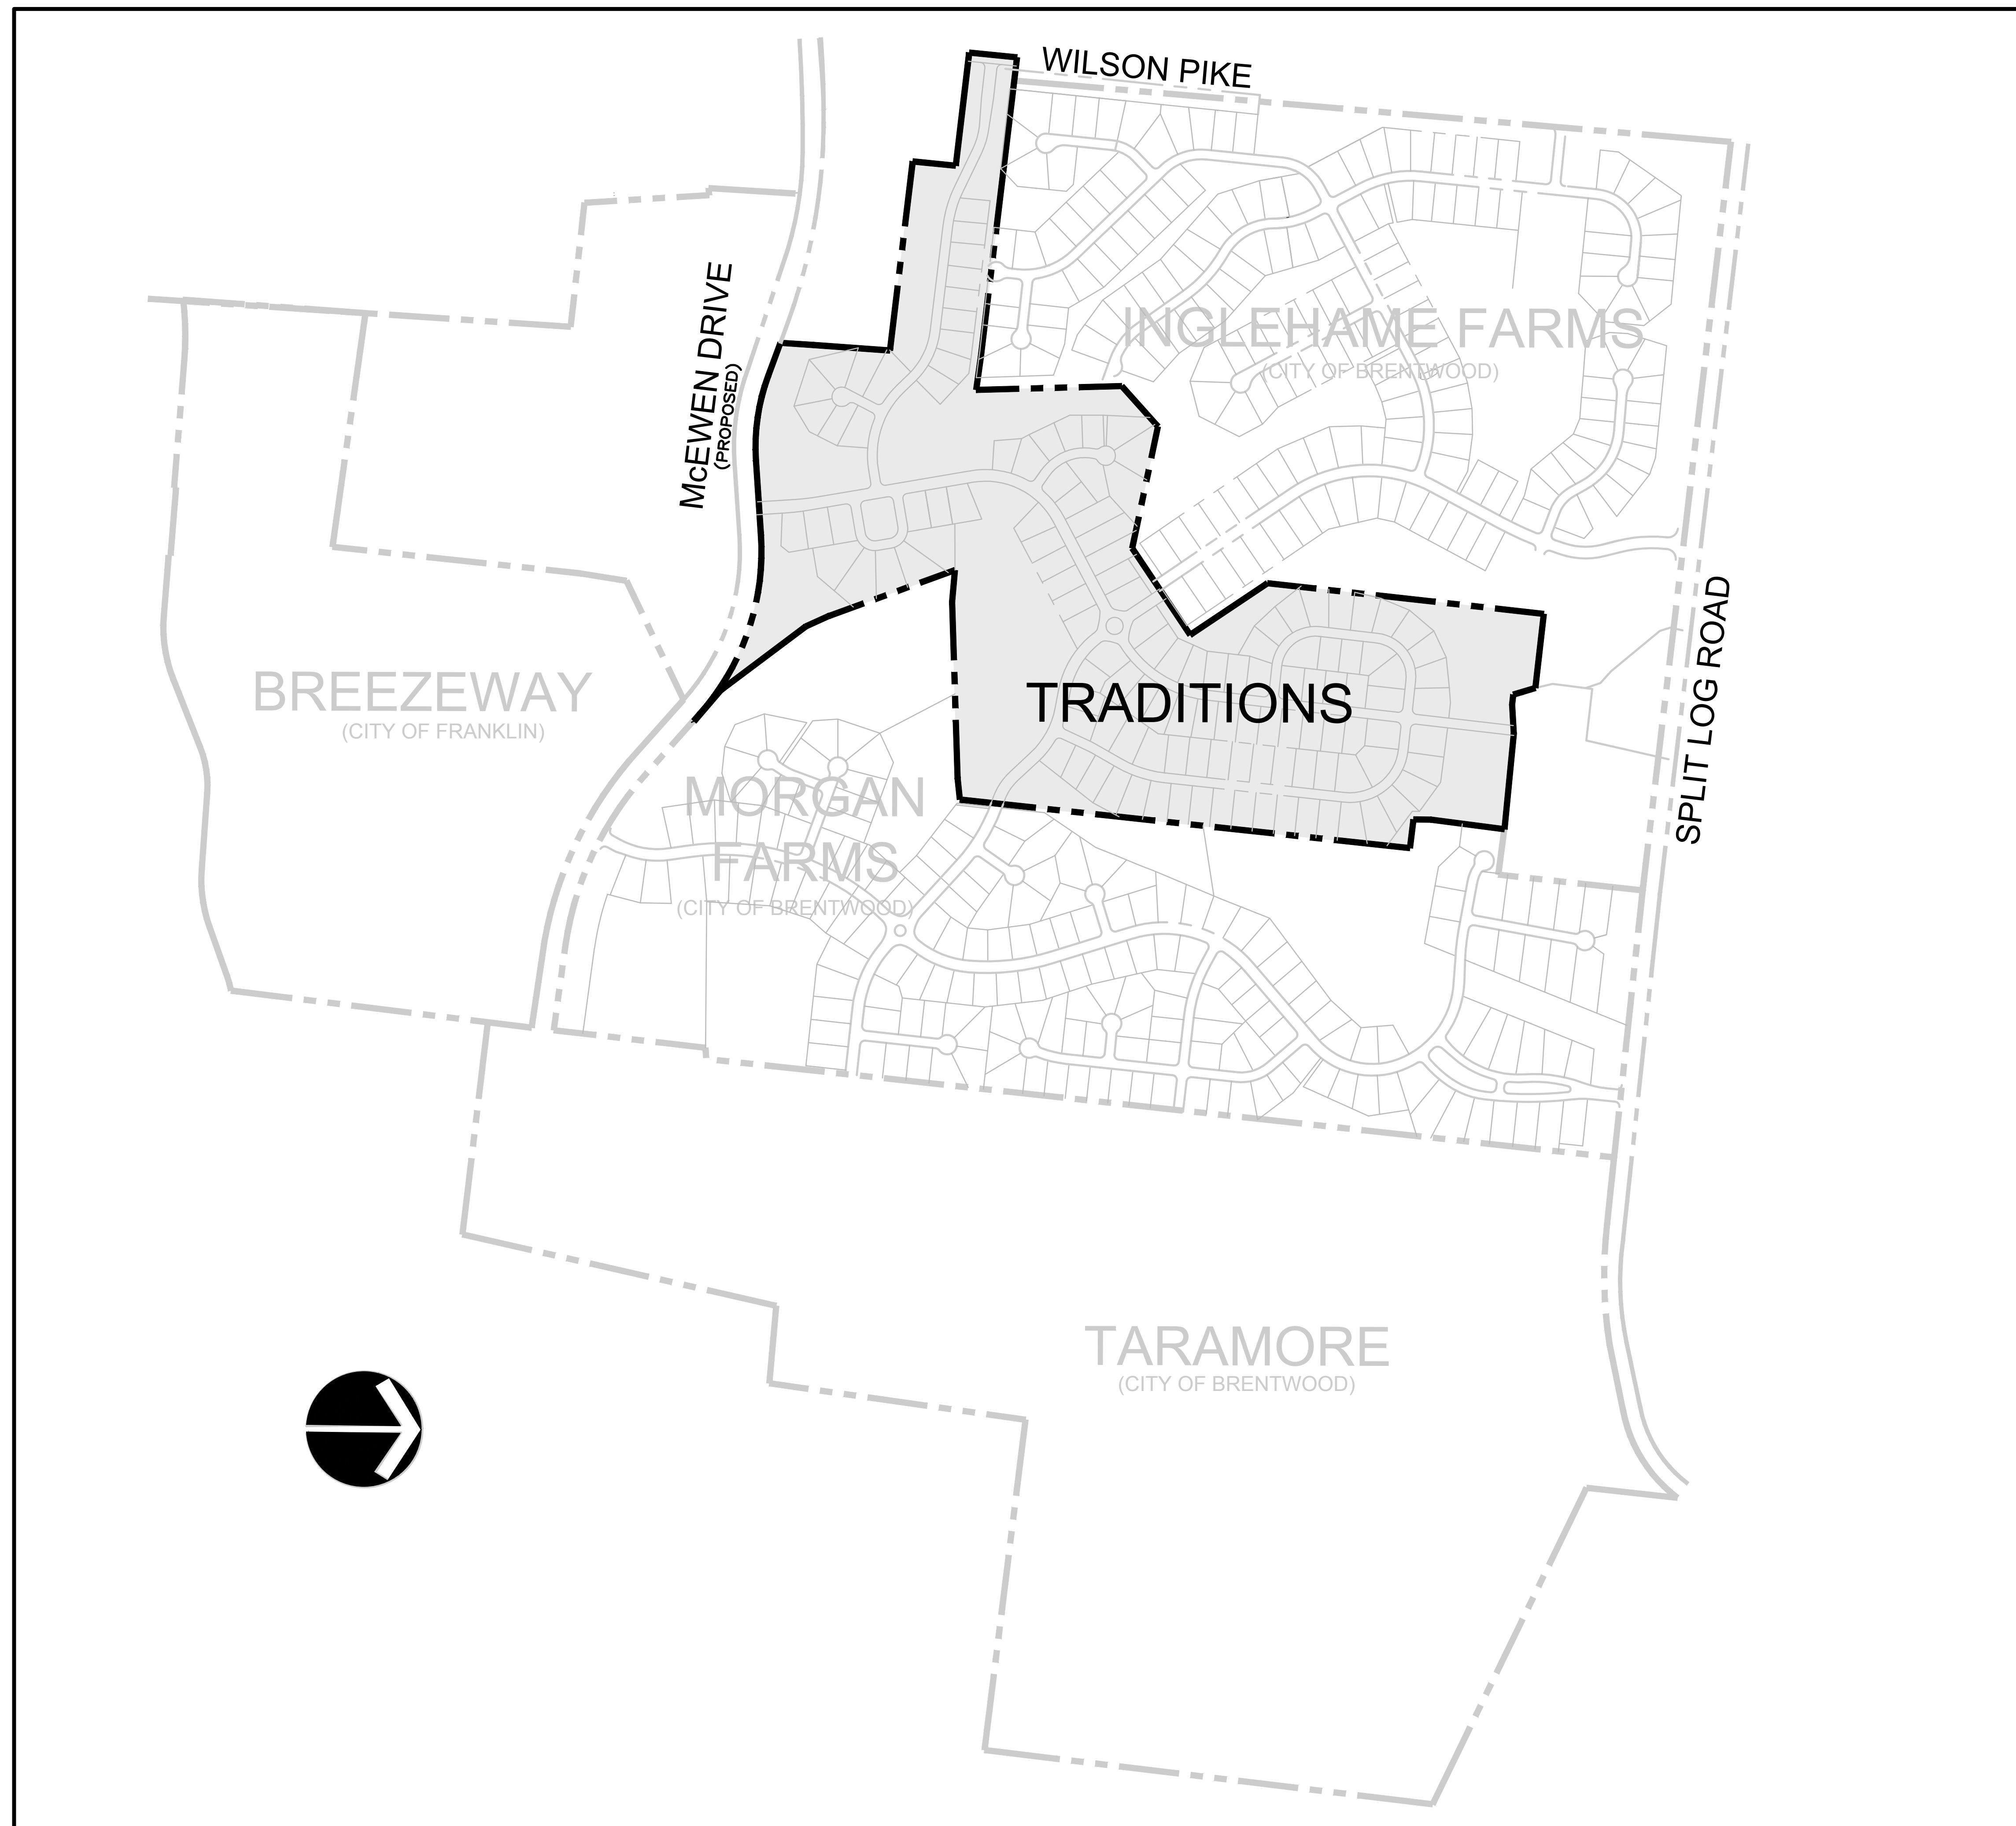 WILSON PIKE
McEWEN DRIVE
(PROPOSED)
INGLEHAME FARMS
(CITY OF BRENTWOOD)
SPLIT LOG ROAD
BREEZEWAY
(CITY OF FRANKLIN)
TRADITIONS
MORGAN
FARMS
(CITY OF BRENTWOOD)
TARAMORE
(CITY OF BRENTWOOD)